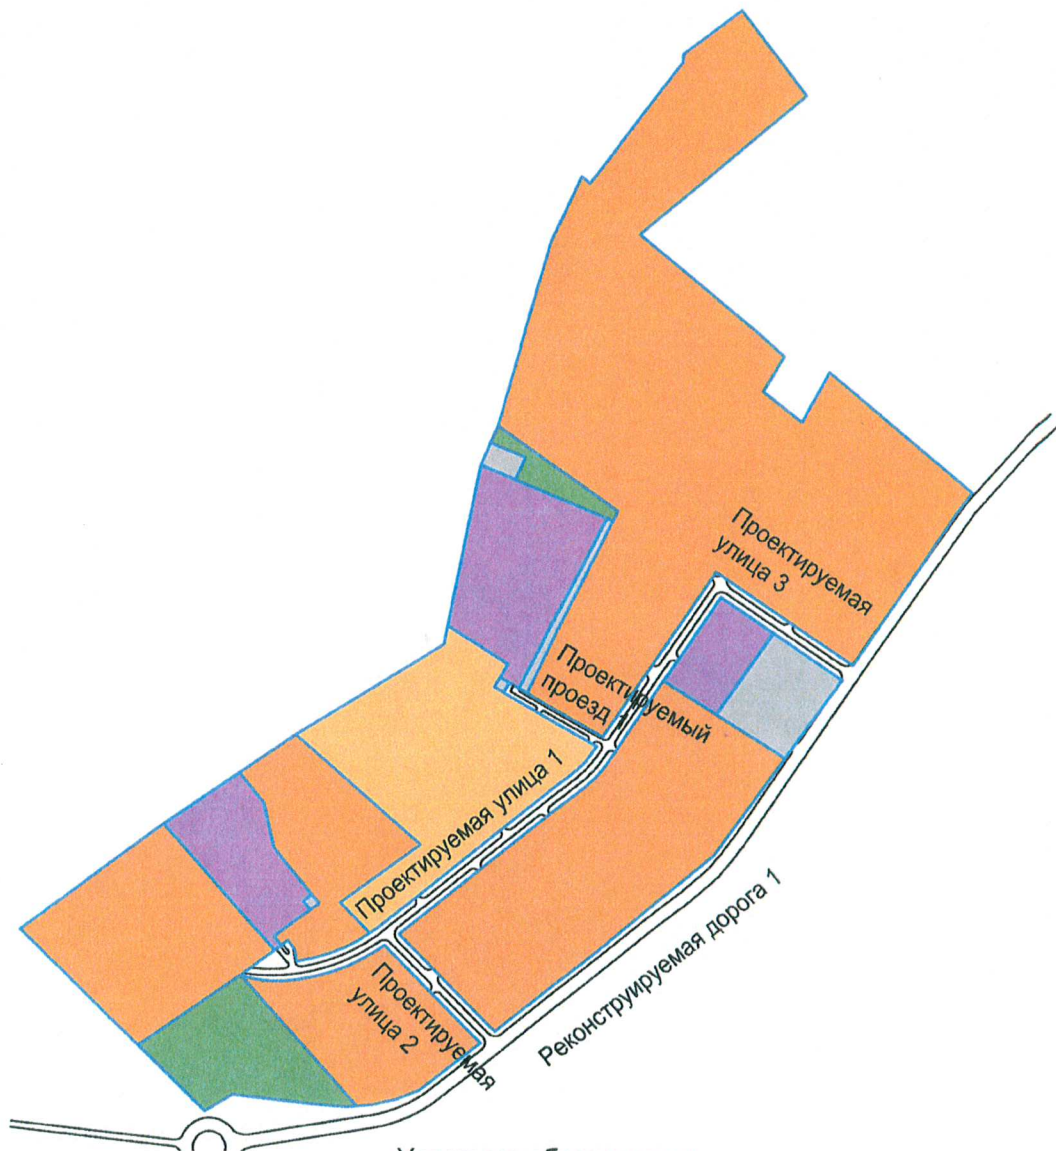 Проектируемая
улица 3
Проектируемый
проезд 1
Проектируемая улица 1
Реконструируемая дорога 1
Проектируемая
улица 2